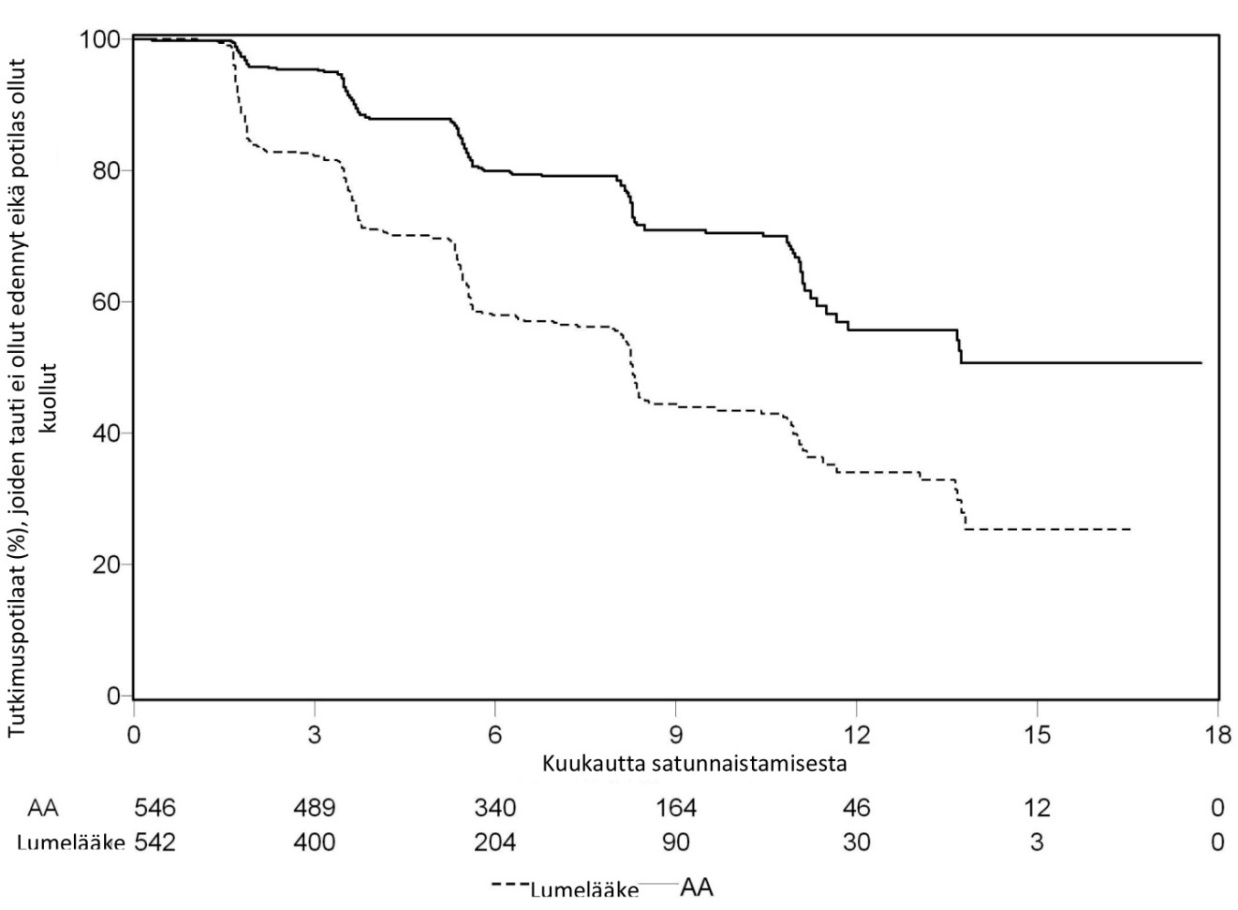 Tutkimuspotilaat (%), joiden tauti ei ollut edennyt eikä potilas ollut
kuollut
100
80
60
40
20
0
0 3 6 9 12 15 18
Kuukautta satunnaistamisesta
AA 546 489 340 164 46 12 0
Lumelääke 542 400 204 90 30 3 0
Lumelääke AA